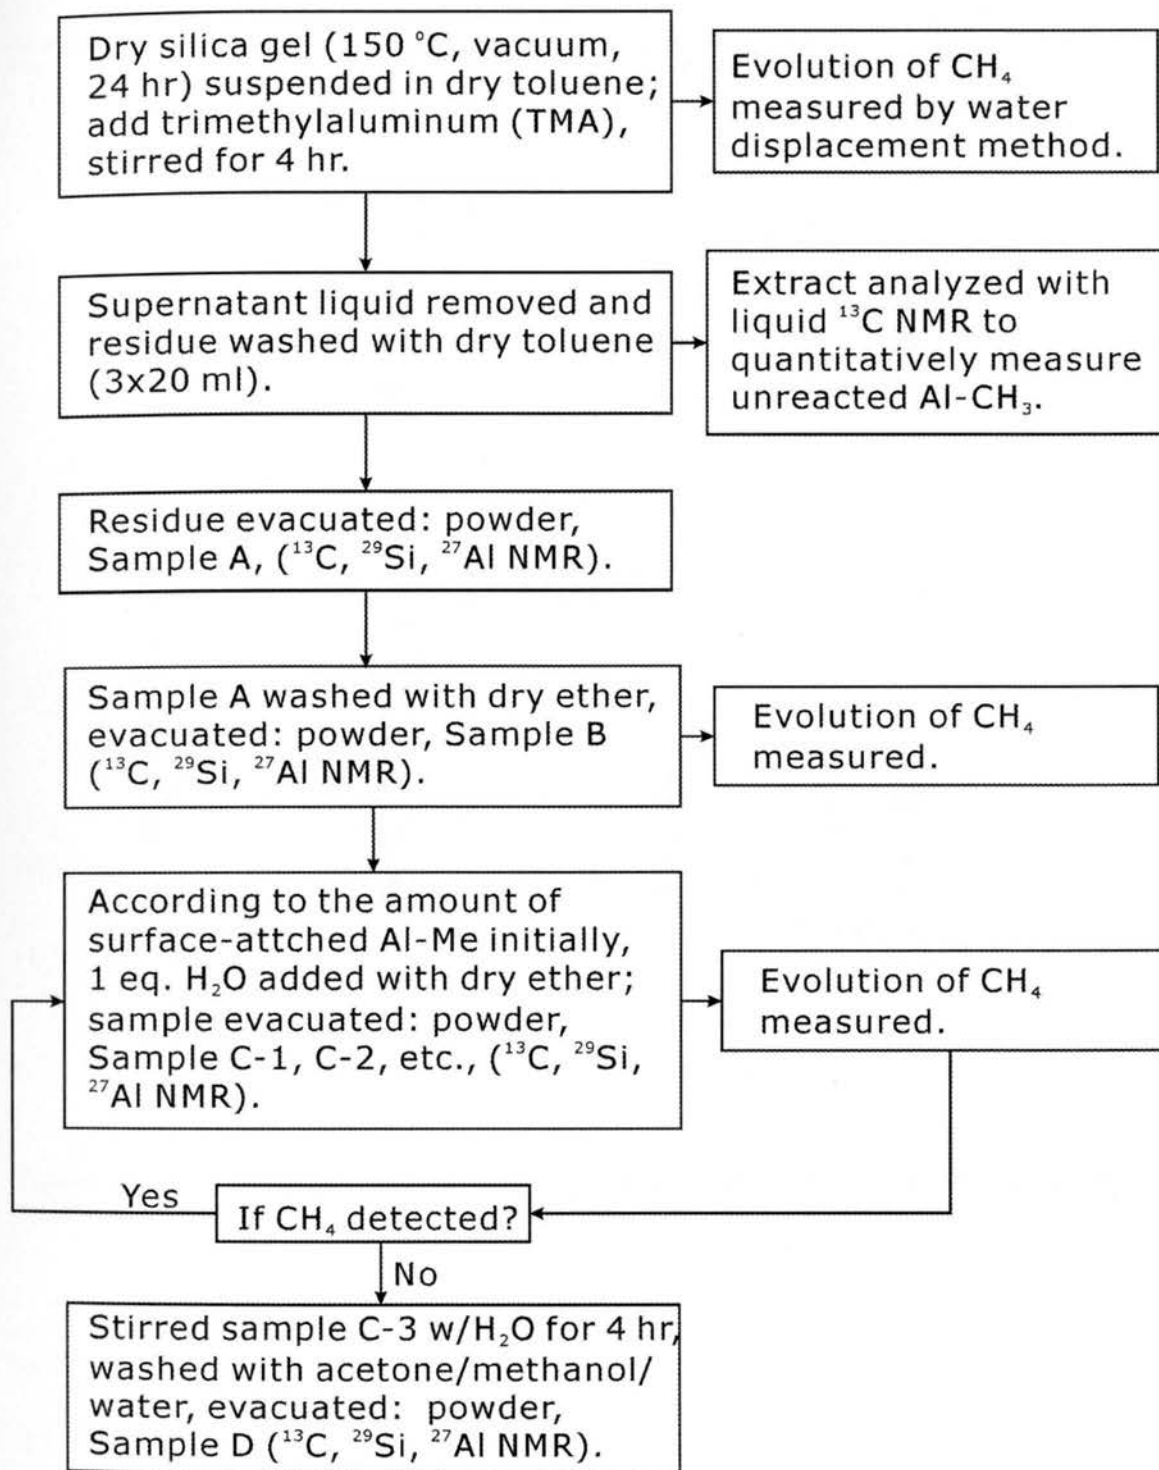 Dry silica gel (150 °C, vacuum,
24 hr) suspended in dry toluene;
add trimethylaluminum (TMA),
stirred for 4 hr.
Evolution of CH₄
measured by water
displacement method.
Supernatant liquid removed and
residue washed with dry toluene
(3x20 ml).
Extract analyzed with
liquid ¹³C NMR to
quantitatively measure
unreacted Al-CH₃.
Residue evacuated: powder,
Sample A, (¹³C, ²⁹Si, ²⁷Al NMR).
Sample A washed with dry ether,
evacuated: powder, Sample B
(¹³C, ²⁹Si, ²⁷Al NMR).
Evolution of CH₄
measured.
According to the amount of
surface-attched Al-Me initially,
1 eq. H₂O added with dry ether;
sample evacuated: powder,
Sample C-1, C-2, etc., (¹³C, ²⁹Si,
²⁷Al NMR).
Evolution of CH₄
measured.
Yes
If CH₄ detected?
No
Stirred sample C-3 w/H₂O for 4 hr,
washed with acetone/methanol/
water, evacuated: powder,
Sample D (¹³C, ²⁹Si, ²⁷Al NMR).